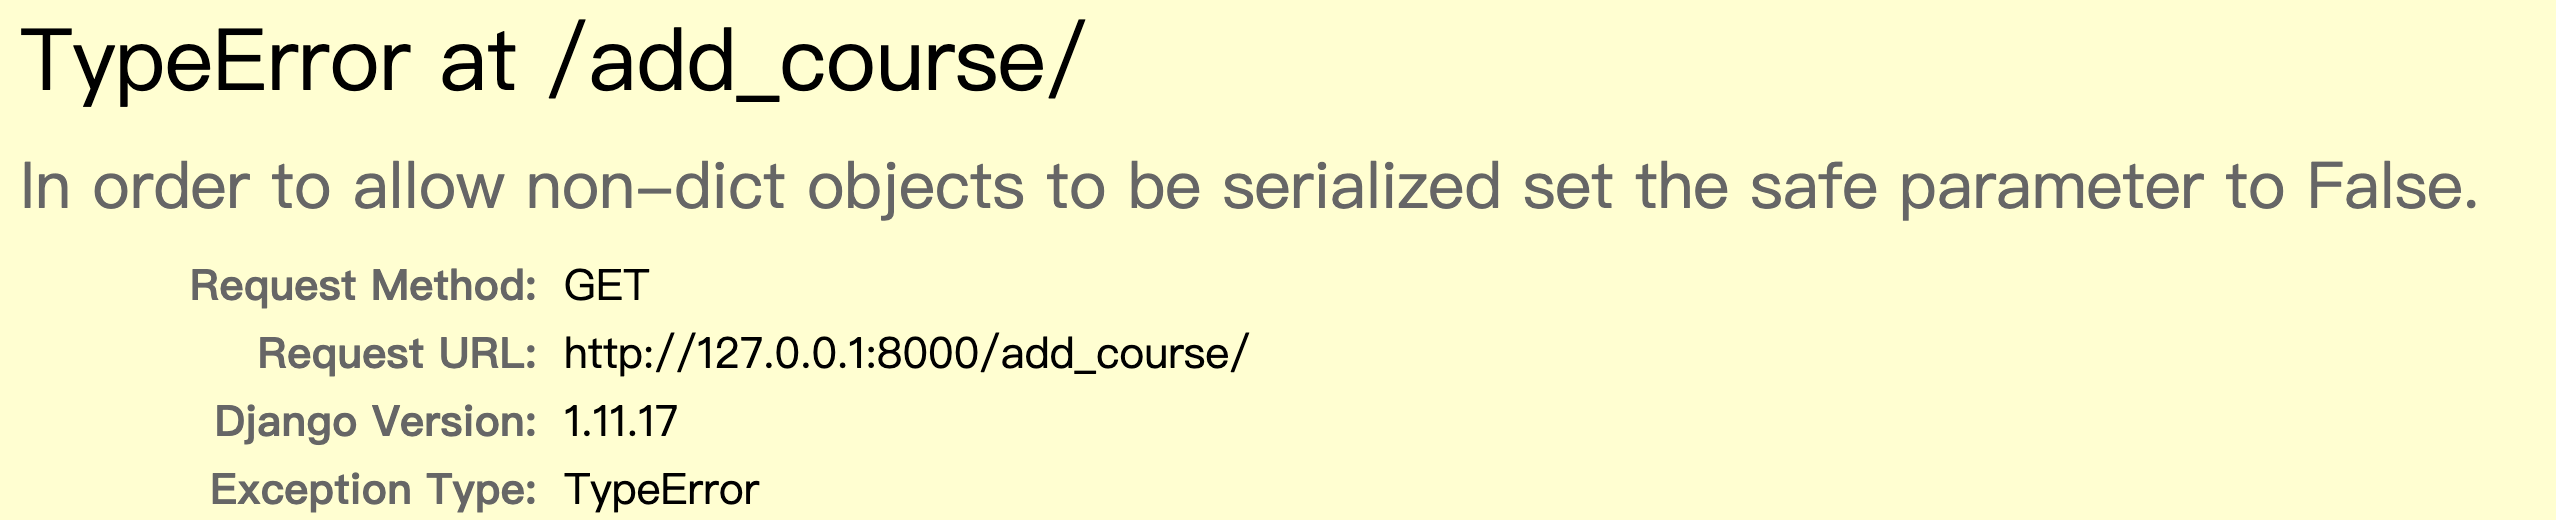 TypeError at /add_course/
In order to allow non-dict objects to be serialized set the safe parameter to False.
Request Method: GET
Request URL: http://127.0.0.1:8000/add_course/
Django Version: 1.11.17
Exception Type: TypeError